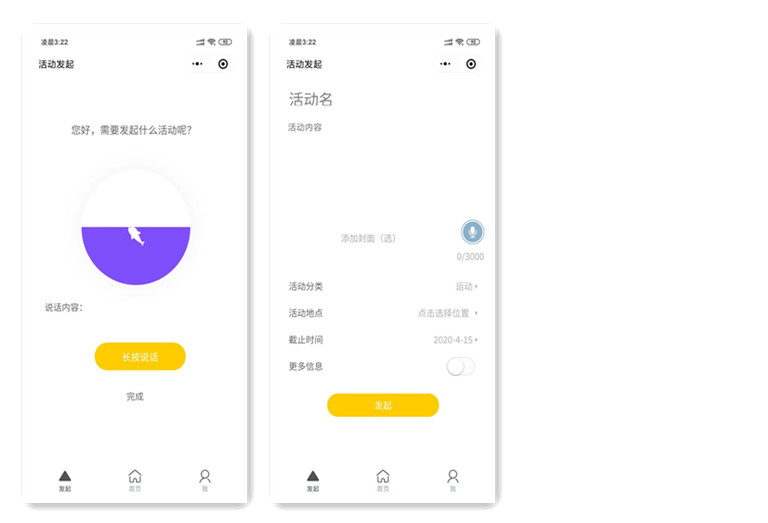 凌晨3:22
活动发起
您好，需要发起什么活动呢？
说话内容：
长按说话
完成
发起
首页
我
凌晨3:22
活动发起
活动名
活动内容
添加封面（选）
0/3000
活动分类 运动
活动地点 点击选择位置
截止时间 2020-4-15
更多信息
发起
发起
首页
我